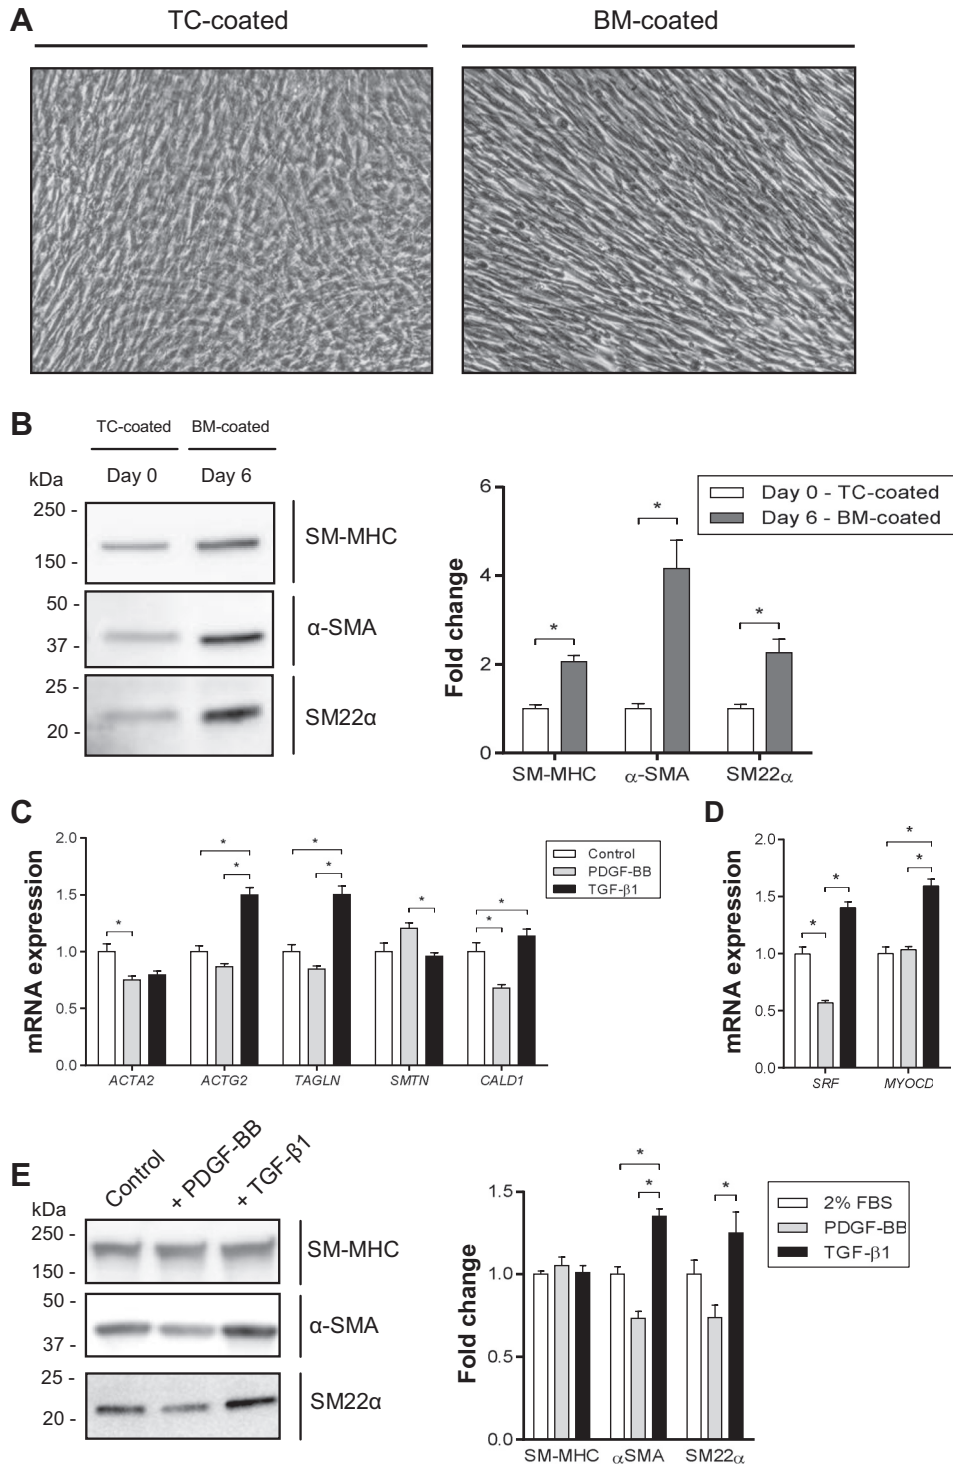 A
TC-coated
BM-coated
B
TC-coated
BM-coated
kDa
Day 0
Day 6
250 -
150 -
SM-MHC
50 -
37 -
α-SMA
25 -
20 -
SM22α
Fold change
6
4
2
0
*
*
*
Day 0 - TC-coated
Day 6 - BM-coated
SM-MHC
α-SMA
SM22α
C
mRNA expression
2.0
1.5
1.0
0.5
0.0
*
*
*
*
*
*
*
*
Control
PDGF-BB
TGF-β1
ACTA2
ACTG2
TAGLN
SMTN
CALD1
D
mRNA expression
2.0
1.5
1.0
0.5
0.0
*
*
*
*
SRF
MYOCD
E
Control
+ PDGF-BB
+ TGF-β1
kDa
250 -
150 -
SM-MHC
50 -
37 -
α-SMA
25 -
20 -
SM22α
Fold change
1.5
1.0
0.5
0.0
*
*
*
2% FBS
PDGF-BB
TGF-β1
SM-MHC
αSMA
SM22α